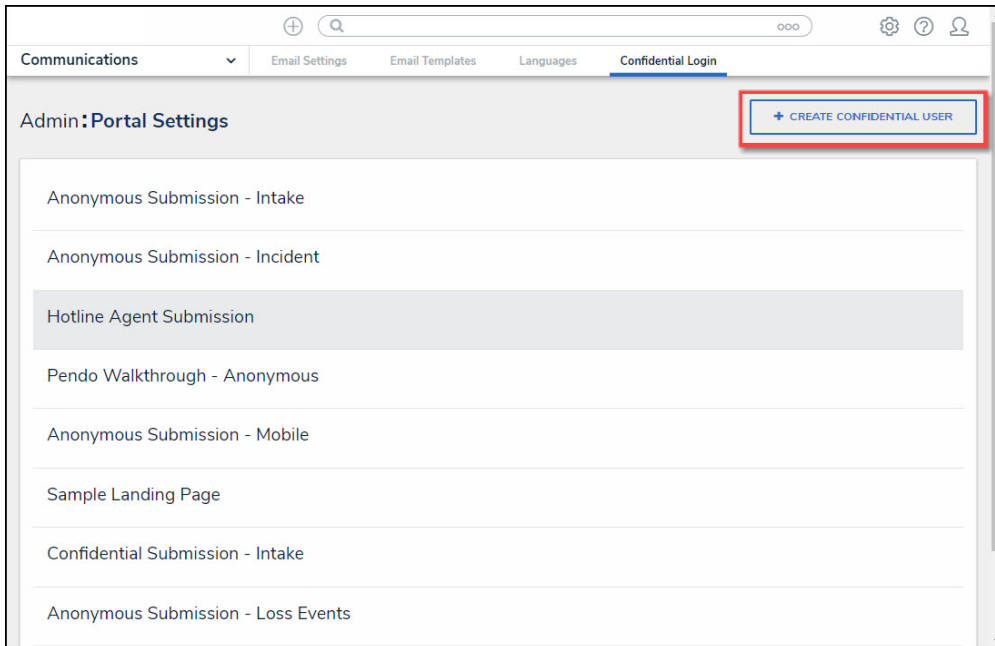 Communications
Email Settings
Email Templates
Languages
Confidential Login
Admin:Portal Settings
+ CREATE CONFIDENTIAL USER
Anonymous Submission - Intake
Anonymous Submission - Incident
Hotline Agent Submission
Pendo Walkthrough - Anonymous
Anonymous Submission - Mobile
Sample Landing Page
Confidential Submission - Intake
Anonymous Submission - Loss Events